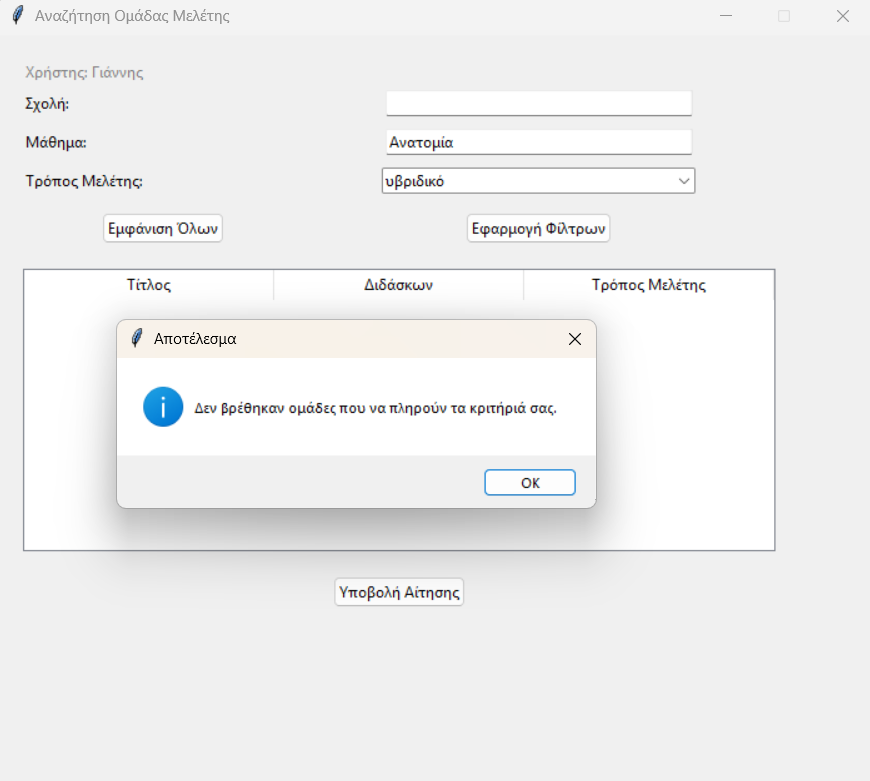 Αναζήτηση Ομάδας Μελέτης
Χρήστης: Γιάννης
Σχολή:
Μάθημα: Ανατομία
Τρόπος Μελέτης: υβριδικό
Εμφάνιση Όλων Εφαρμογή Φίλτρων
Τίτλος Διδάσκων Τρόπος Μελέτης
Αποτέλεσμα
Δεν βρέθηκαν ομάδες που να πληρούν τα κριτήριά σας.
OK
Υποβολή Αίτησης